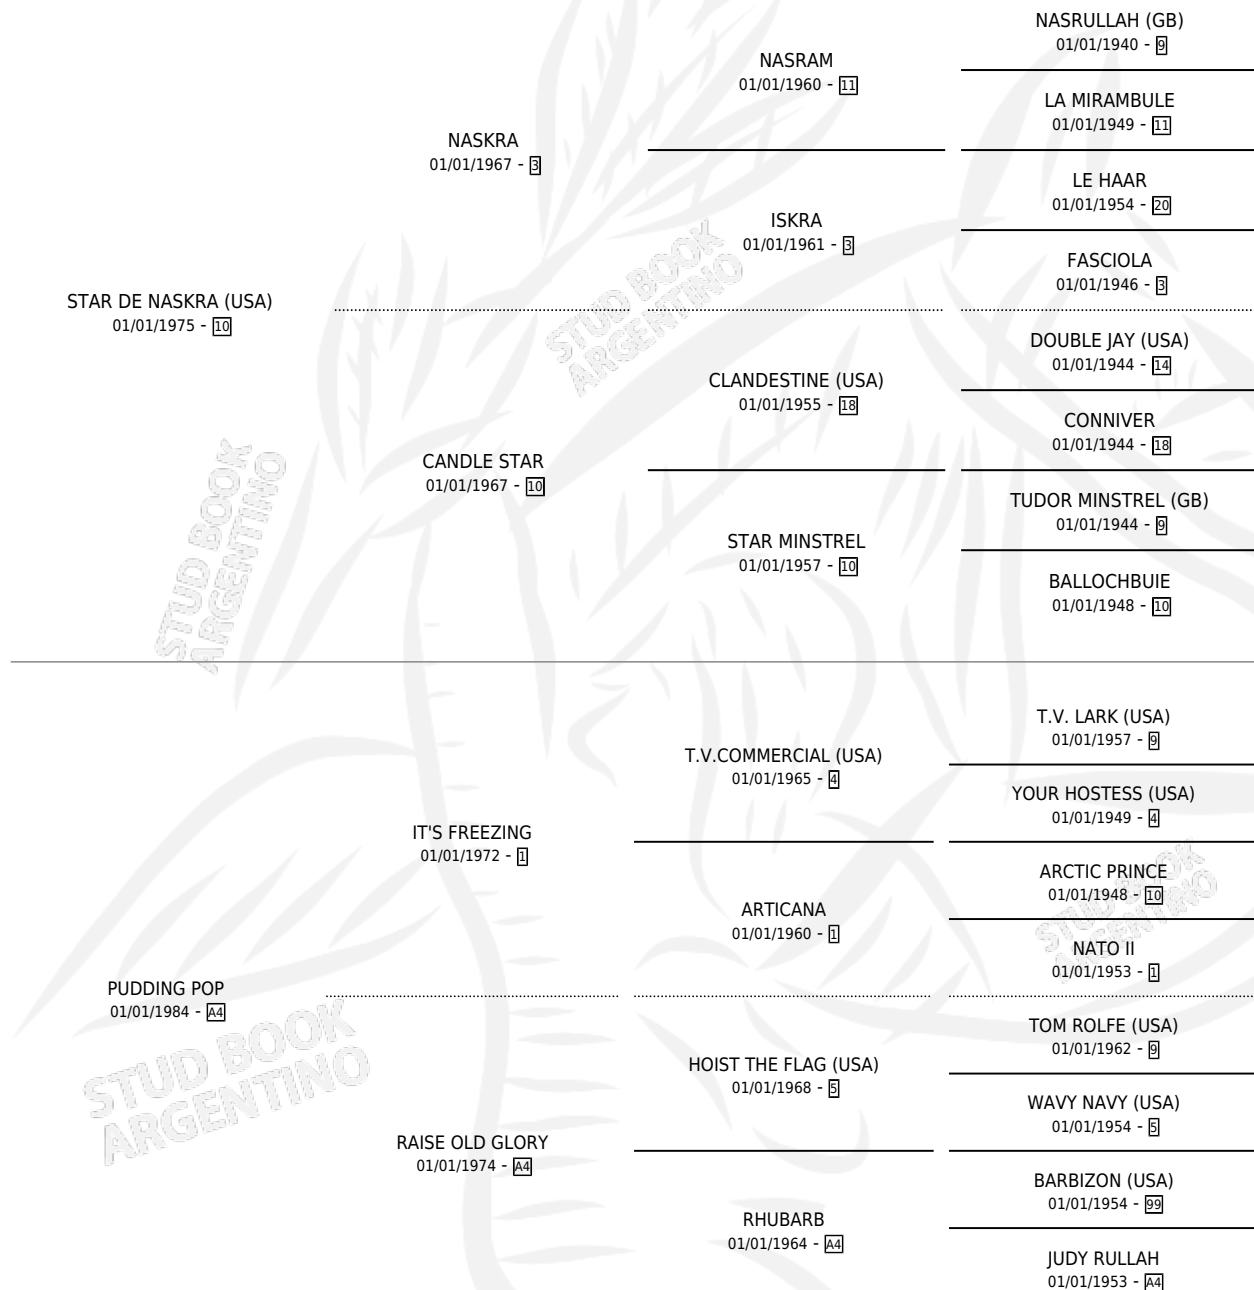 NASRULLAH (GB)
01/01/1940 - 9
NASRAM
01/01/1960 - 11
LA MIRAMBULE
01/01/1949 - 11
NASKRA
01/01/1967 - 3
LE HAAR
01/01/1954 - 20
ISKRA
01/01/1961 - 3
FASCIOLA
01/01/1946 - 3
STAR DE NASKRA (USA)
01/01/1975 - 10
DOUBLE JAY (USA)
01/01/1944 - 14
CLANDESTINE (USA)
01/01/1955 - 18
CONNIVER
01/01/1944 - 18
CANDLE STAR
01/01/1967 - 10
TUDOR MINSTREL (GB)
01/01/1944 - 9
STAR MINSTREL
01/01/1957 - 10
BALLOCHBUIE
01/01/1948 - 10
T.V. LARK (USA)
01/01/1957 - 9
T.V.COMMERCIAL (USA)
01/01/1965 - 4
YOUR HOSTESS (USA)
01/01/1949 - 4
IT'S FREEZING
01/01/1972 - 1
ARCTIC PRINCE
01/01/1948 - 10
ARTICANA
01/01/1960 - 1
NATO II
01/01/1953 - 1
PUDDING POP
01/01/1984 - A4
TOM ROLFE (USA)
01/01/1962 - 9
HOIST THE FLAG (USA)
01/01/1968 - 5
WAVY NAVY (USA)
01/01/1954 - 5
RAISE OLD GLORY
01/01/1974 - A4
BARBIZON (USA)
01/01/1954 - 99
RHUBARB
01/01/1964 - A4
JUDY RULLAH
01/01/1953 - A4
STUD BOOK
ARGENTINO
STUD BOOK
ARGENTINO
STUD BOOK
ARGENTINO
STUD BOOK
ARGENTINO